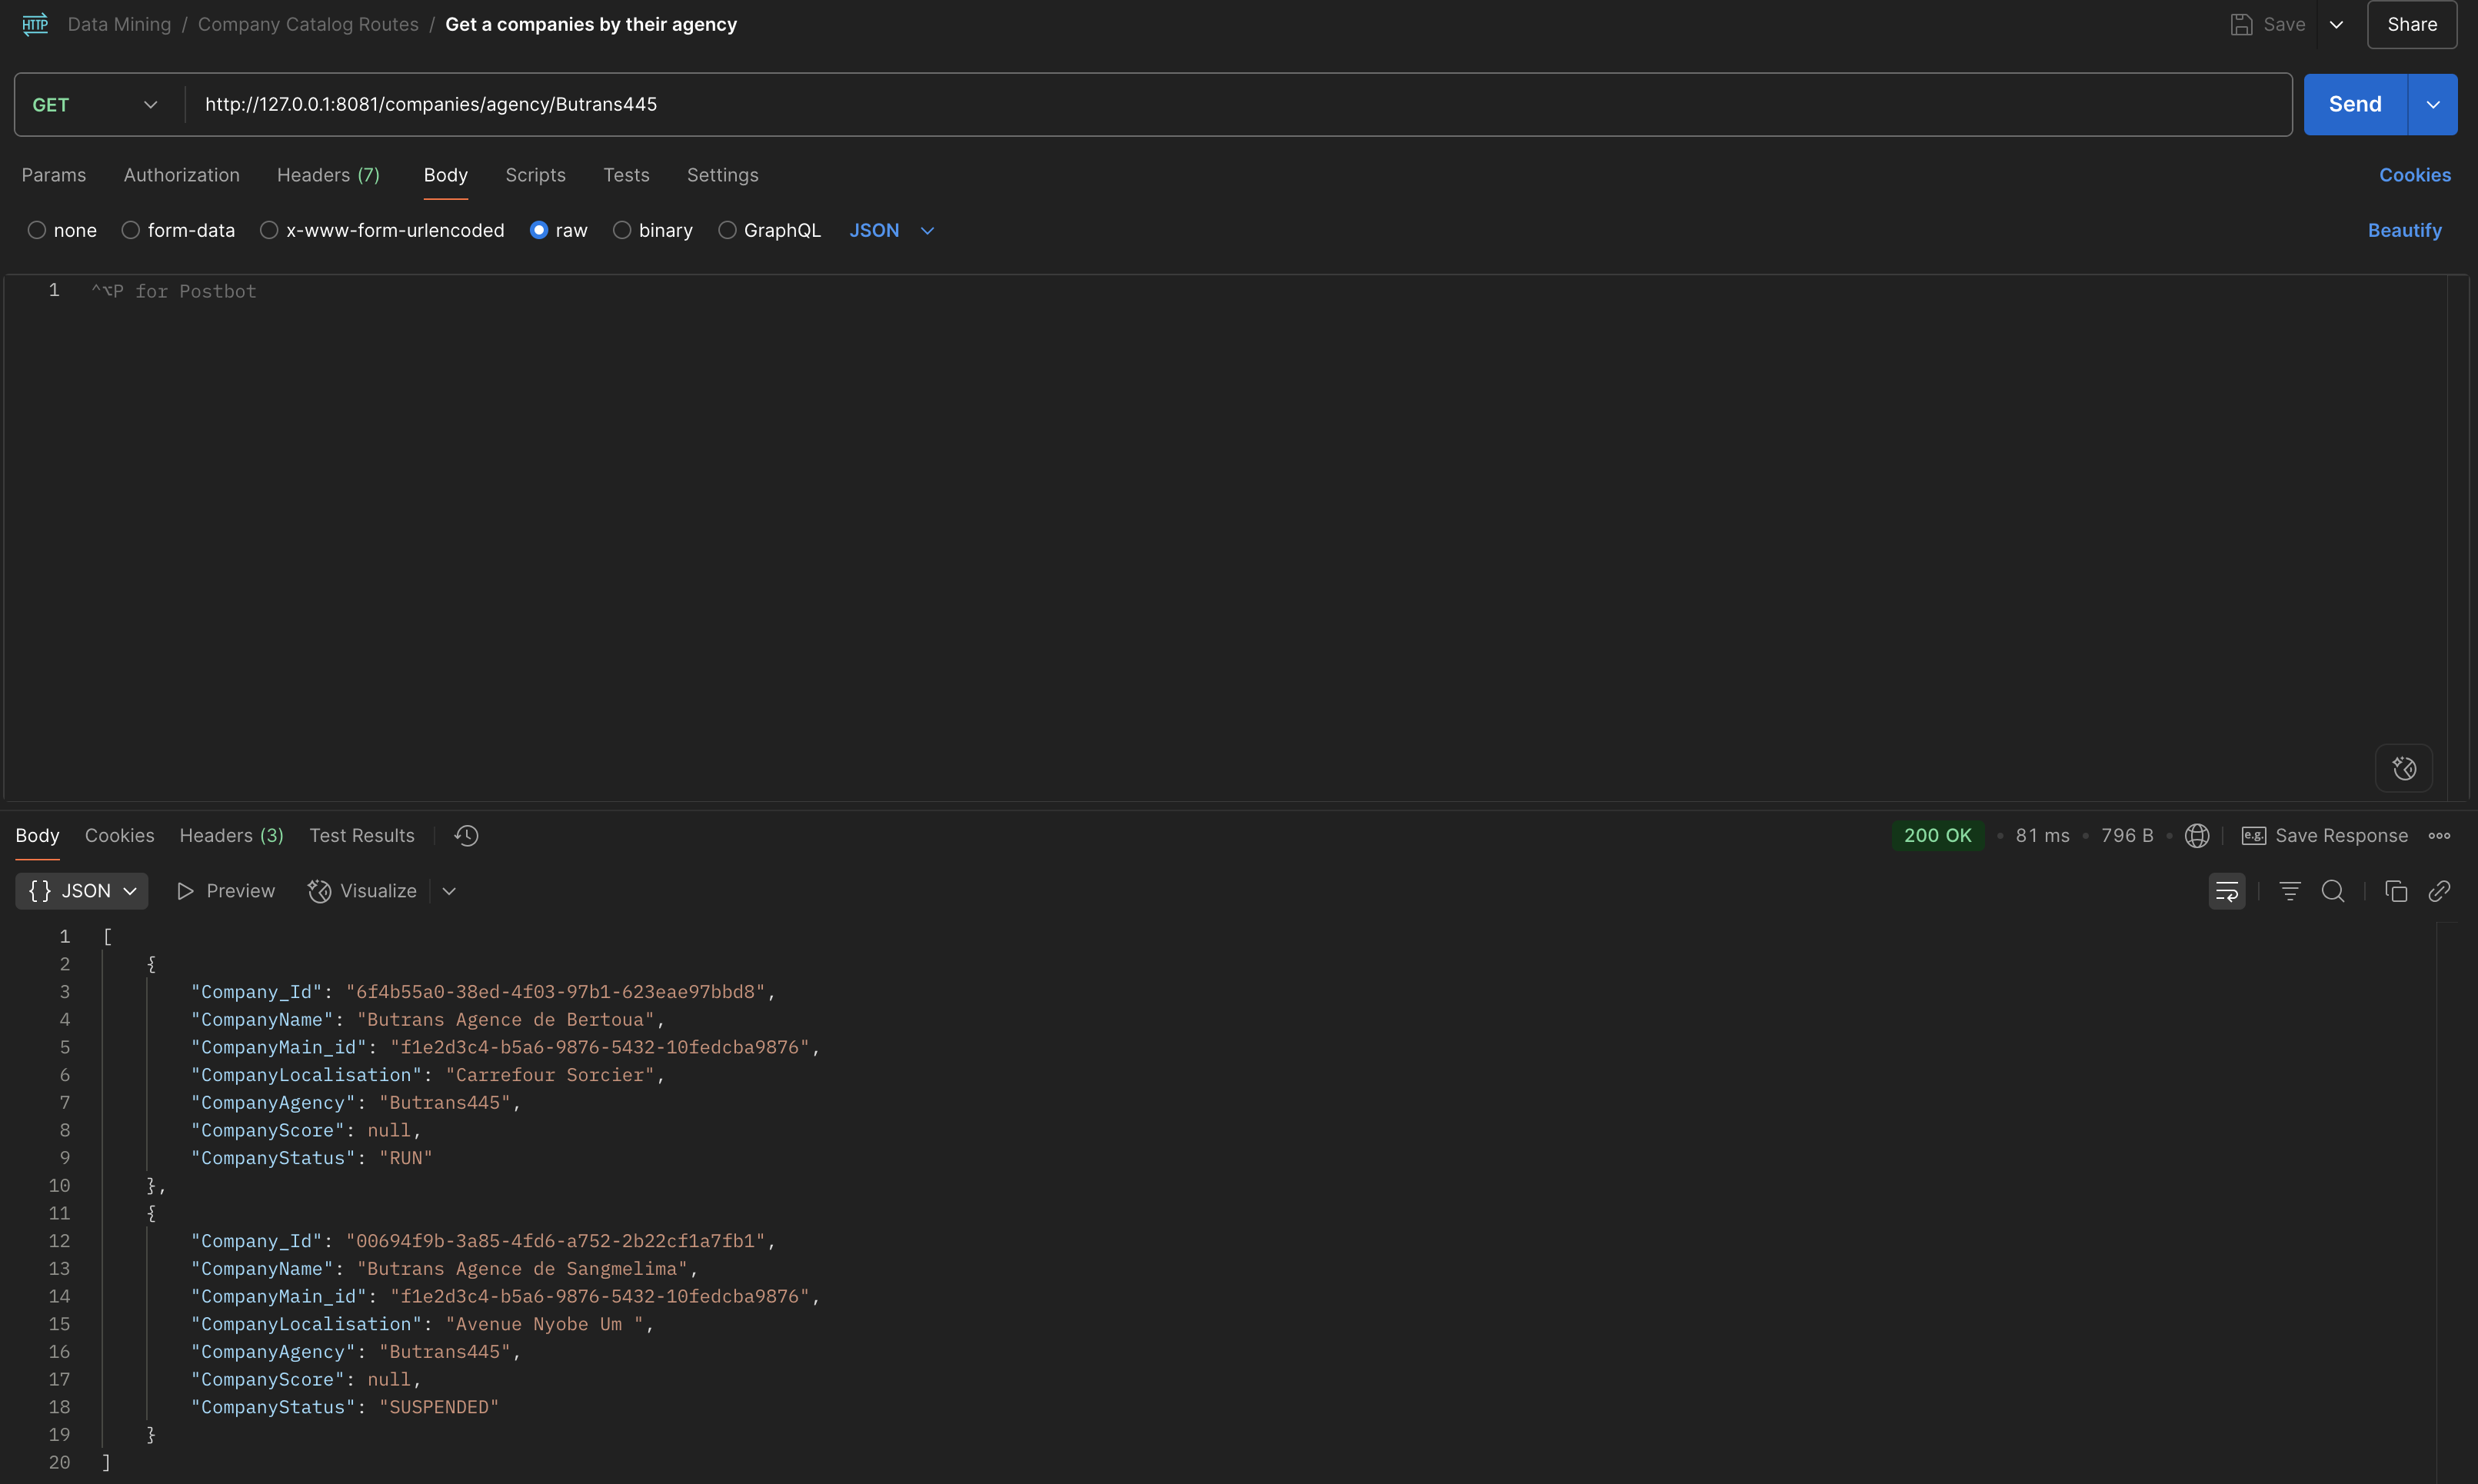 HTTP Data Mining / Company Catalog Routes / Get a companies by their agency Save Share
GET http://127.0.0.1:8081/companies/agency/Butrans445 Send
Params Authorization Headers (7) Body Scripts Tests Settings Cookies
none form-data x-www-form-urlencoded raw binary GraphQL JSON Beautify
1 ^⌥P for Postbot
Body Cookies Headers (3) Test Results 200 OK • 81 ms • 796 B • e.g. Save Response
{} JSON Preview Visualize
1 [
2 {
3 "Company_Id": "6f4b55a0-38ed-4f03-97b1-623eae97bbd8",
4 "CompanyName": "Butrans Agence de Bertoua",
5 "CompanyMain_id": "f1e2d3c4-b5a6-9876-5432-10fedcba9876",
6 "CompanyLocalisation": "Carrefour Sorcier",
7 "CompanyAgency": "Butrans445",
8 "CompanyScore": null,
9 "CompanyStatus": "RUN"
10 },
11 {
12 "Company_Id": "00694f9b-3a85-4fd6-a752-2b22cf1a7fb1",
13 "CompanyName": "Butrans Agence de Sangmelima",
14 "CompanyMain_id": "f1e2d3c4-b5a6-9876-5432-10fedcba9876",
15 "CompanyLocalisation": "Avenue Nyobe Um ",
16 "CompanyAgency": "Butrans445",
17 "CompanyScore": null,
18 "CompanyStatus": "SUSPENDED"
19 }
20 ]